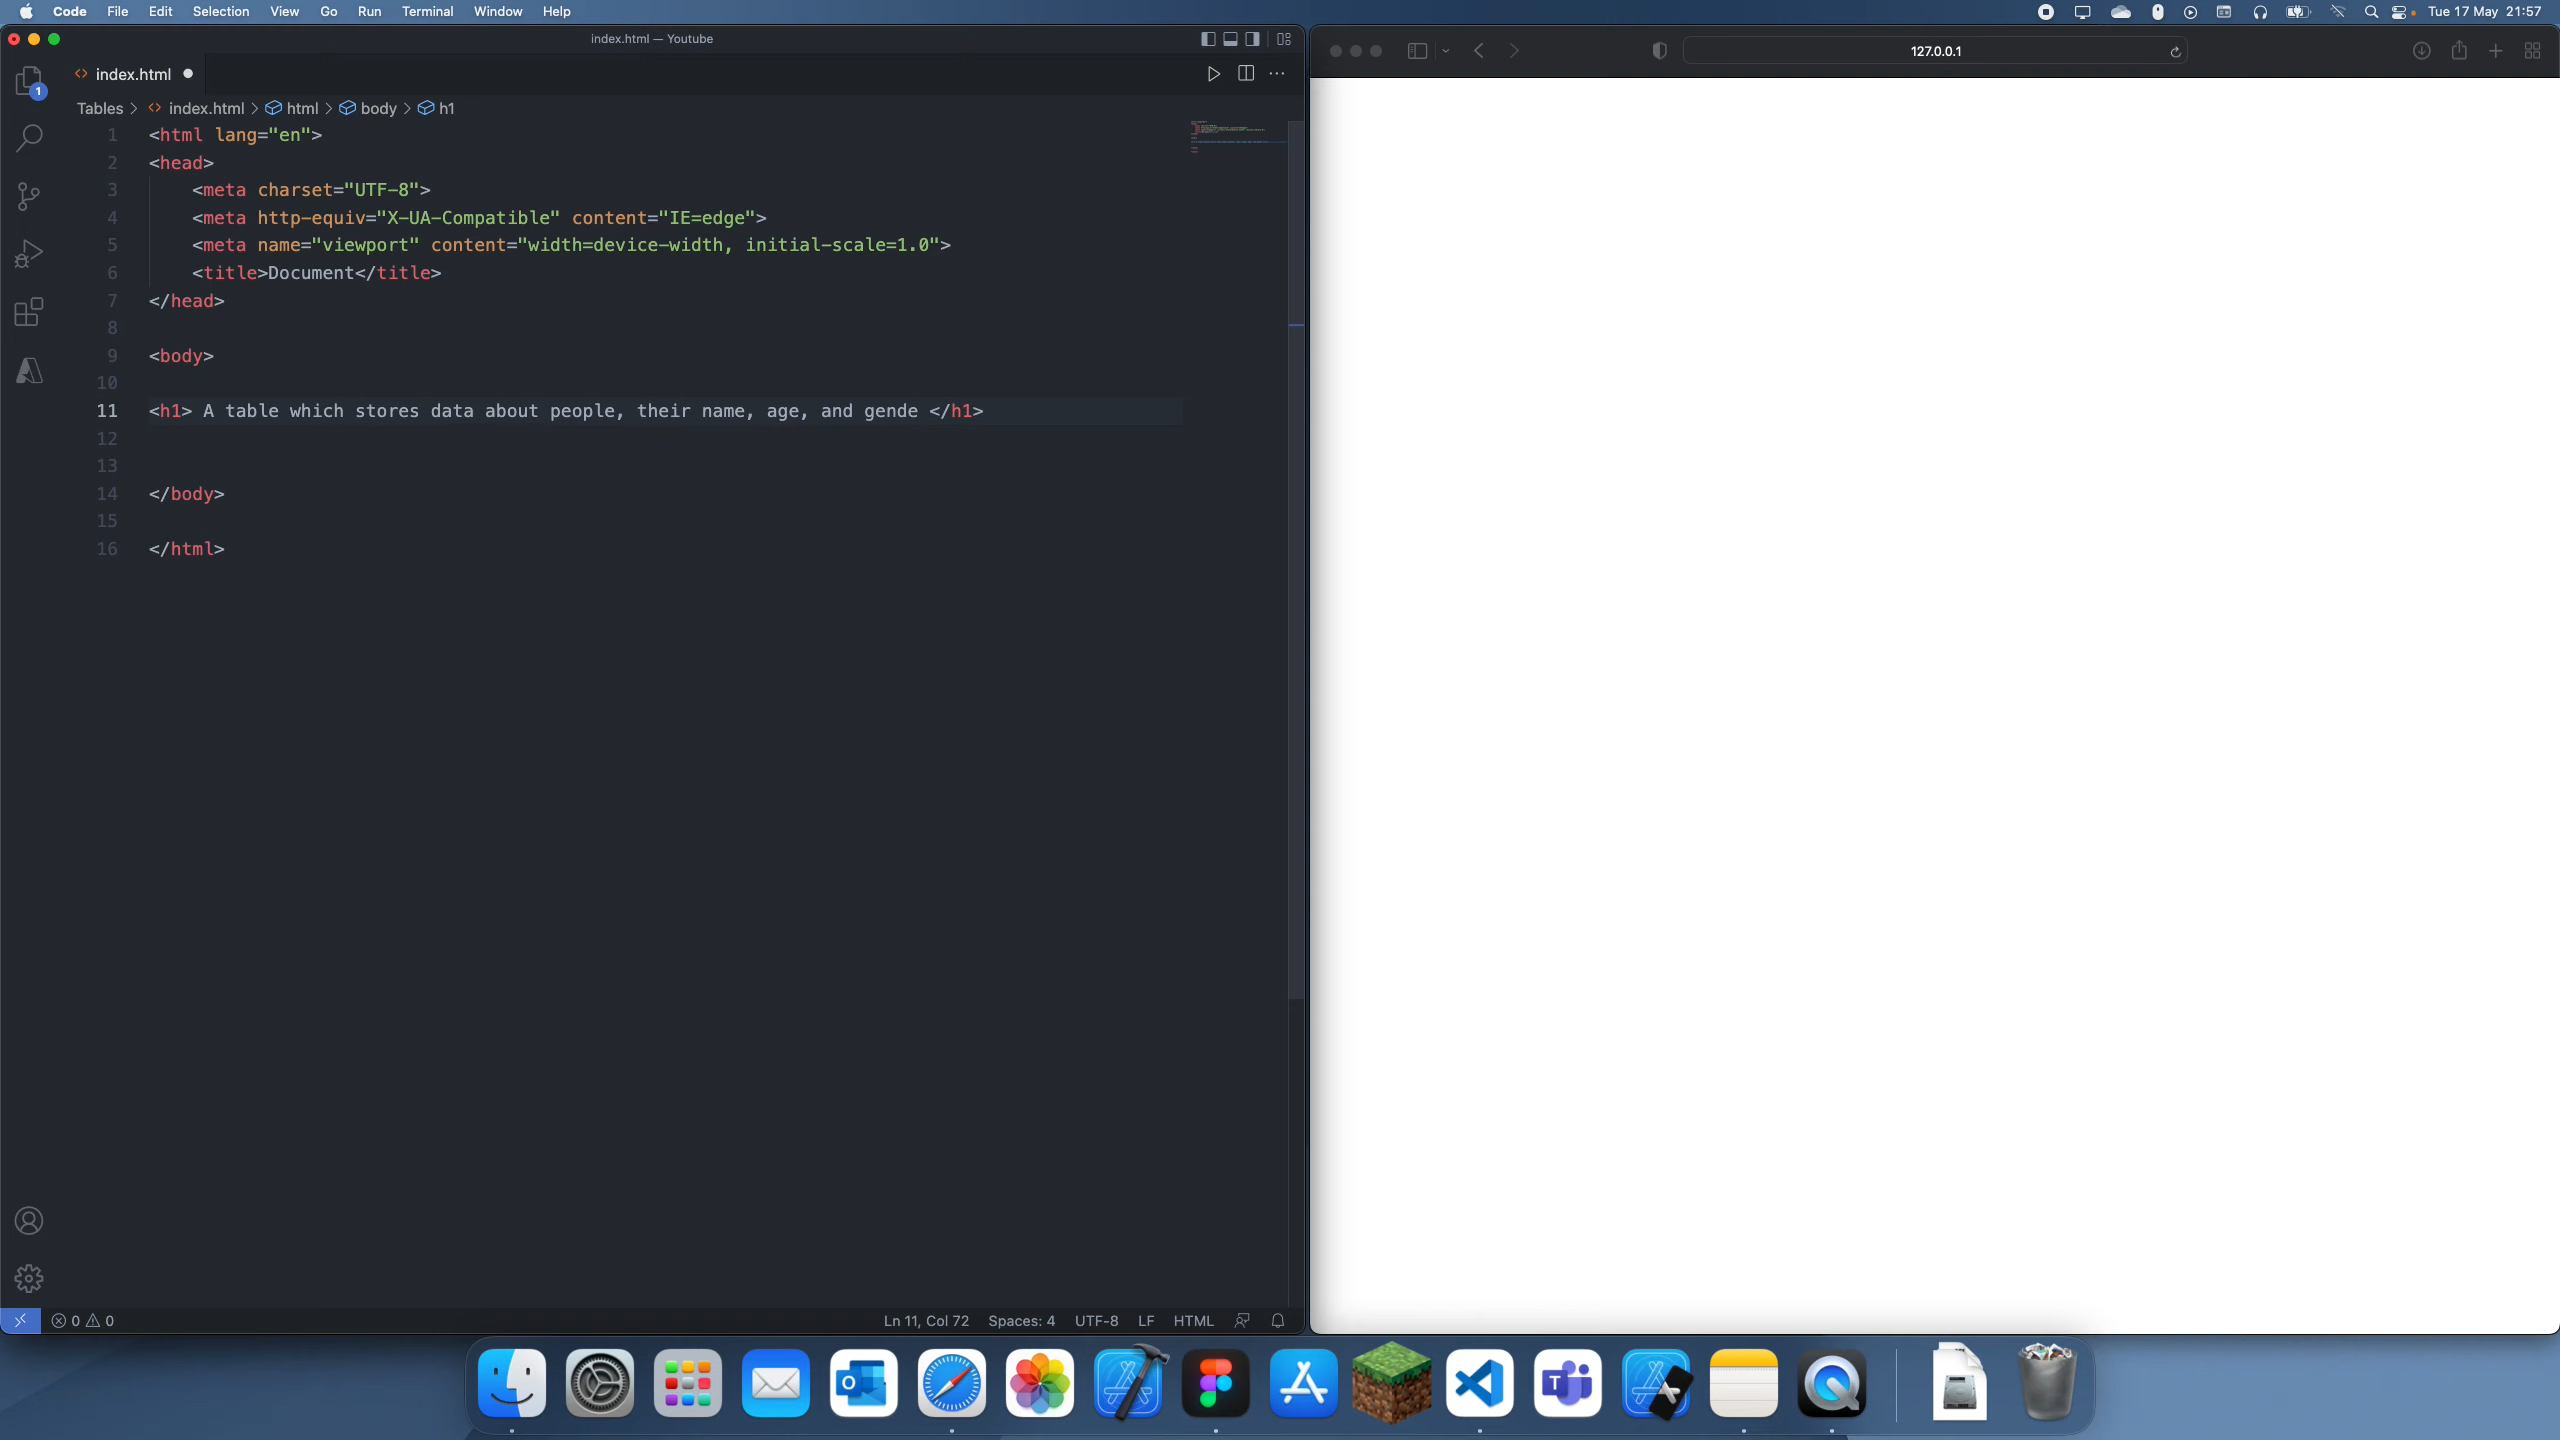 Code File Edit Selection View Go Run Terminal Window Help
Tue 17 May 21:57
index.html — Youtube
127.0.0.1
index.html
1
Tables > index.html > html > body > h1
1 <html lang="en">
2 <head>
3 <meta charset="UTF-8">
4 <meta http-equiv="X-UA-Compatible" content="IE=edge">
5 <meta name="viewport" content="width=device-width, initial-scale=1.0">
6 <title>Document</title>
7 </head>
8
9 <body>
10
11 <h1> A table which stores data about people, their name, age, and gende </h1>
12
13
14 </body>
15
16 </html>
0 0
Ln 11, Col 72 Spaces: 4 UTF-8 LF HTML